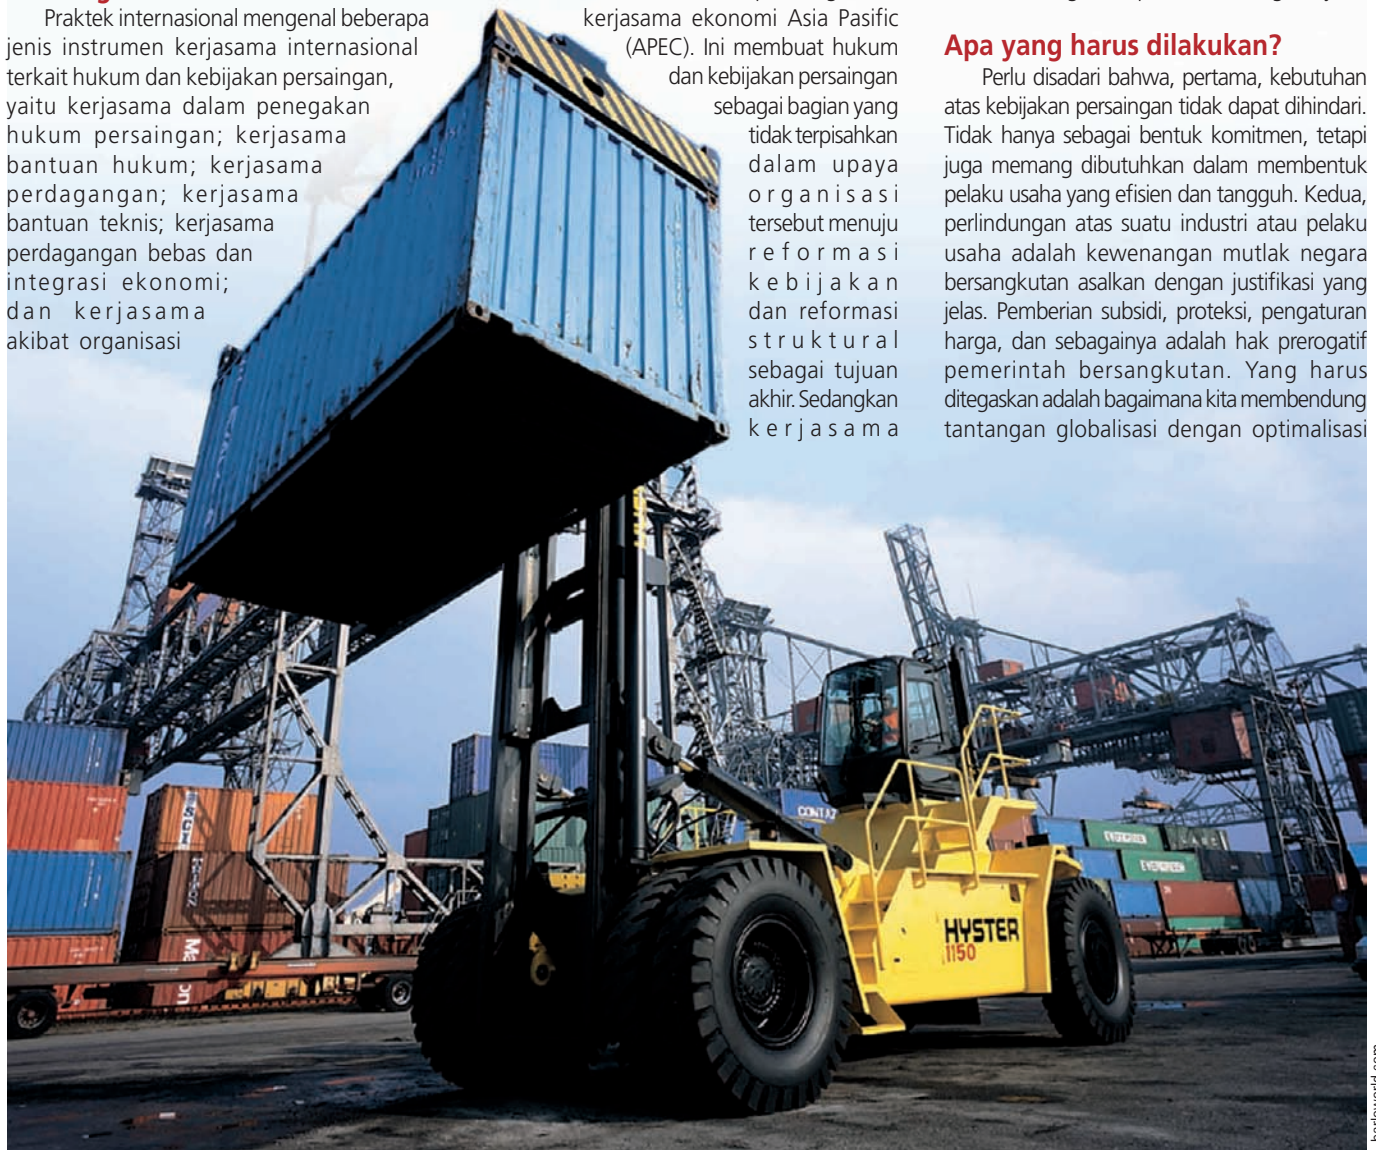 Praktek internasional mengenal beberapa
jenis instrumen kerjasama internasional
terkait hukum dan kebijakan persaingan,
yaitu kerjasama dalam penegakan
hukum persaingan; kerjasama
bantuan hukum; kerjasama
perdagangan; kerjasama
bantuan teknis; kerjasama
perdagangan bebas dan
integrasi ekonomi;
dan kerjasama
akibat organisasi
kerjasama ekonomi Asia Pasific
(APEC). Ini membuat hukum
dan kebijakan persaingan
sebagai bagian yang
tidak terpisahkan
dalam upaya
organisasi
tersebut menuju
reformasi
kebijakan
dan reformasi
struktural
sebagai tujuan
akhir. Sedangkan
kerjasama
Apa yang harus dilakukan?
Perlu disadari bahwa, pertama, kebutuhan
atas kebijakan persaingan tidak dapat dihindari.
Tidak hanya sebagai bentuk komitmen, tetapi
juga memang dibutuhkan dalam membentuk
pelaku usaha yang efisien dan tangguh. Kedua,
perlindungan atas suatu industri atau pelaku
usaha adalah kewenangan mutlak negara
bersangkutan asalkan dengan justifikasi yang
jelas. Pemberian subsidi, proteksi, pengaturan
harga, dan sebagainya adalah hak prerogatif
pemerintah bersangkutan. Yang harus
ditegaskan adalah bagaimana kita membendung
tantangan globalisasi dengan optimalisasi
CONTAZ
EVERGREEN
EVERGREEN
HYSTER
1150